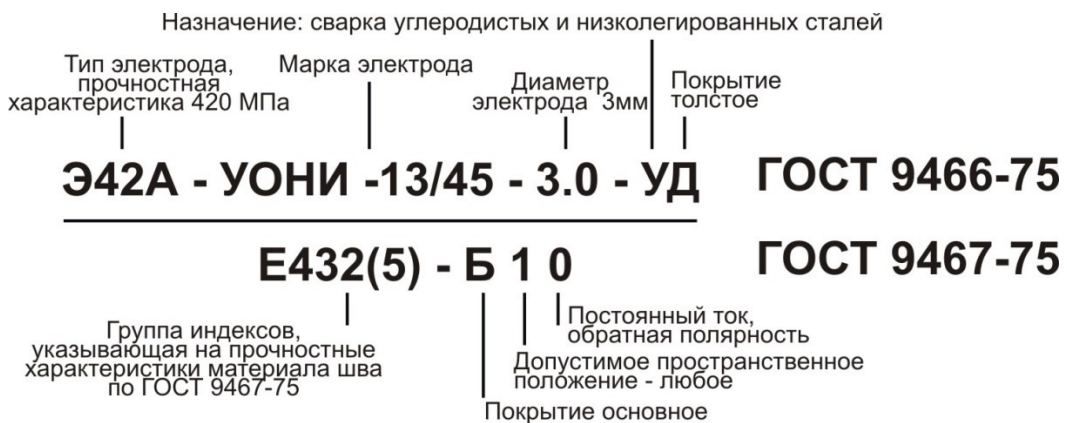 Назначение: сварка углеродистых и низколегированных сталей
Тип электрода,
прочностная
характеристика 420 МПа
Марка электрода
Диаметр
электрода 3мм
Покрытие
толстое
Э42А - УОНИ -13/45 - 3.0 - УД
ГОСТ 9466-75
Е432(5) - Б 1 0
ГОСТ 9467-75
Группа индексов,
указывающая на прочностные
характеристики материала шва
по ГОСТ 9467-75
Постоянный ток,
обратная полярность
Допустимое пространственное
положение - любое
Покрытие основное